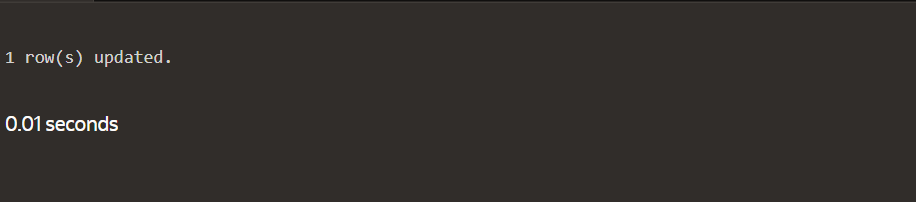 1 row(s) updated.
0.01 seconds